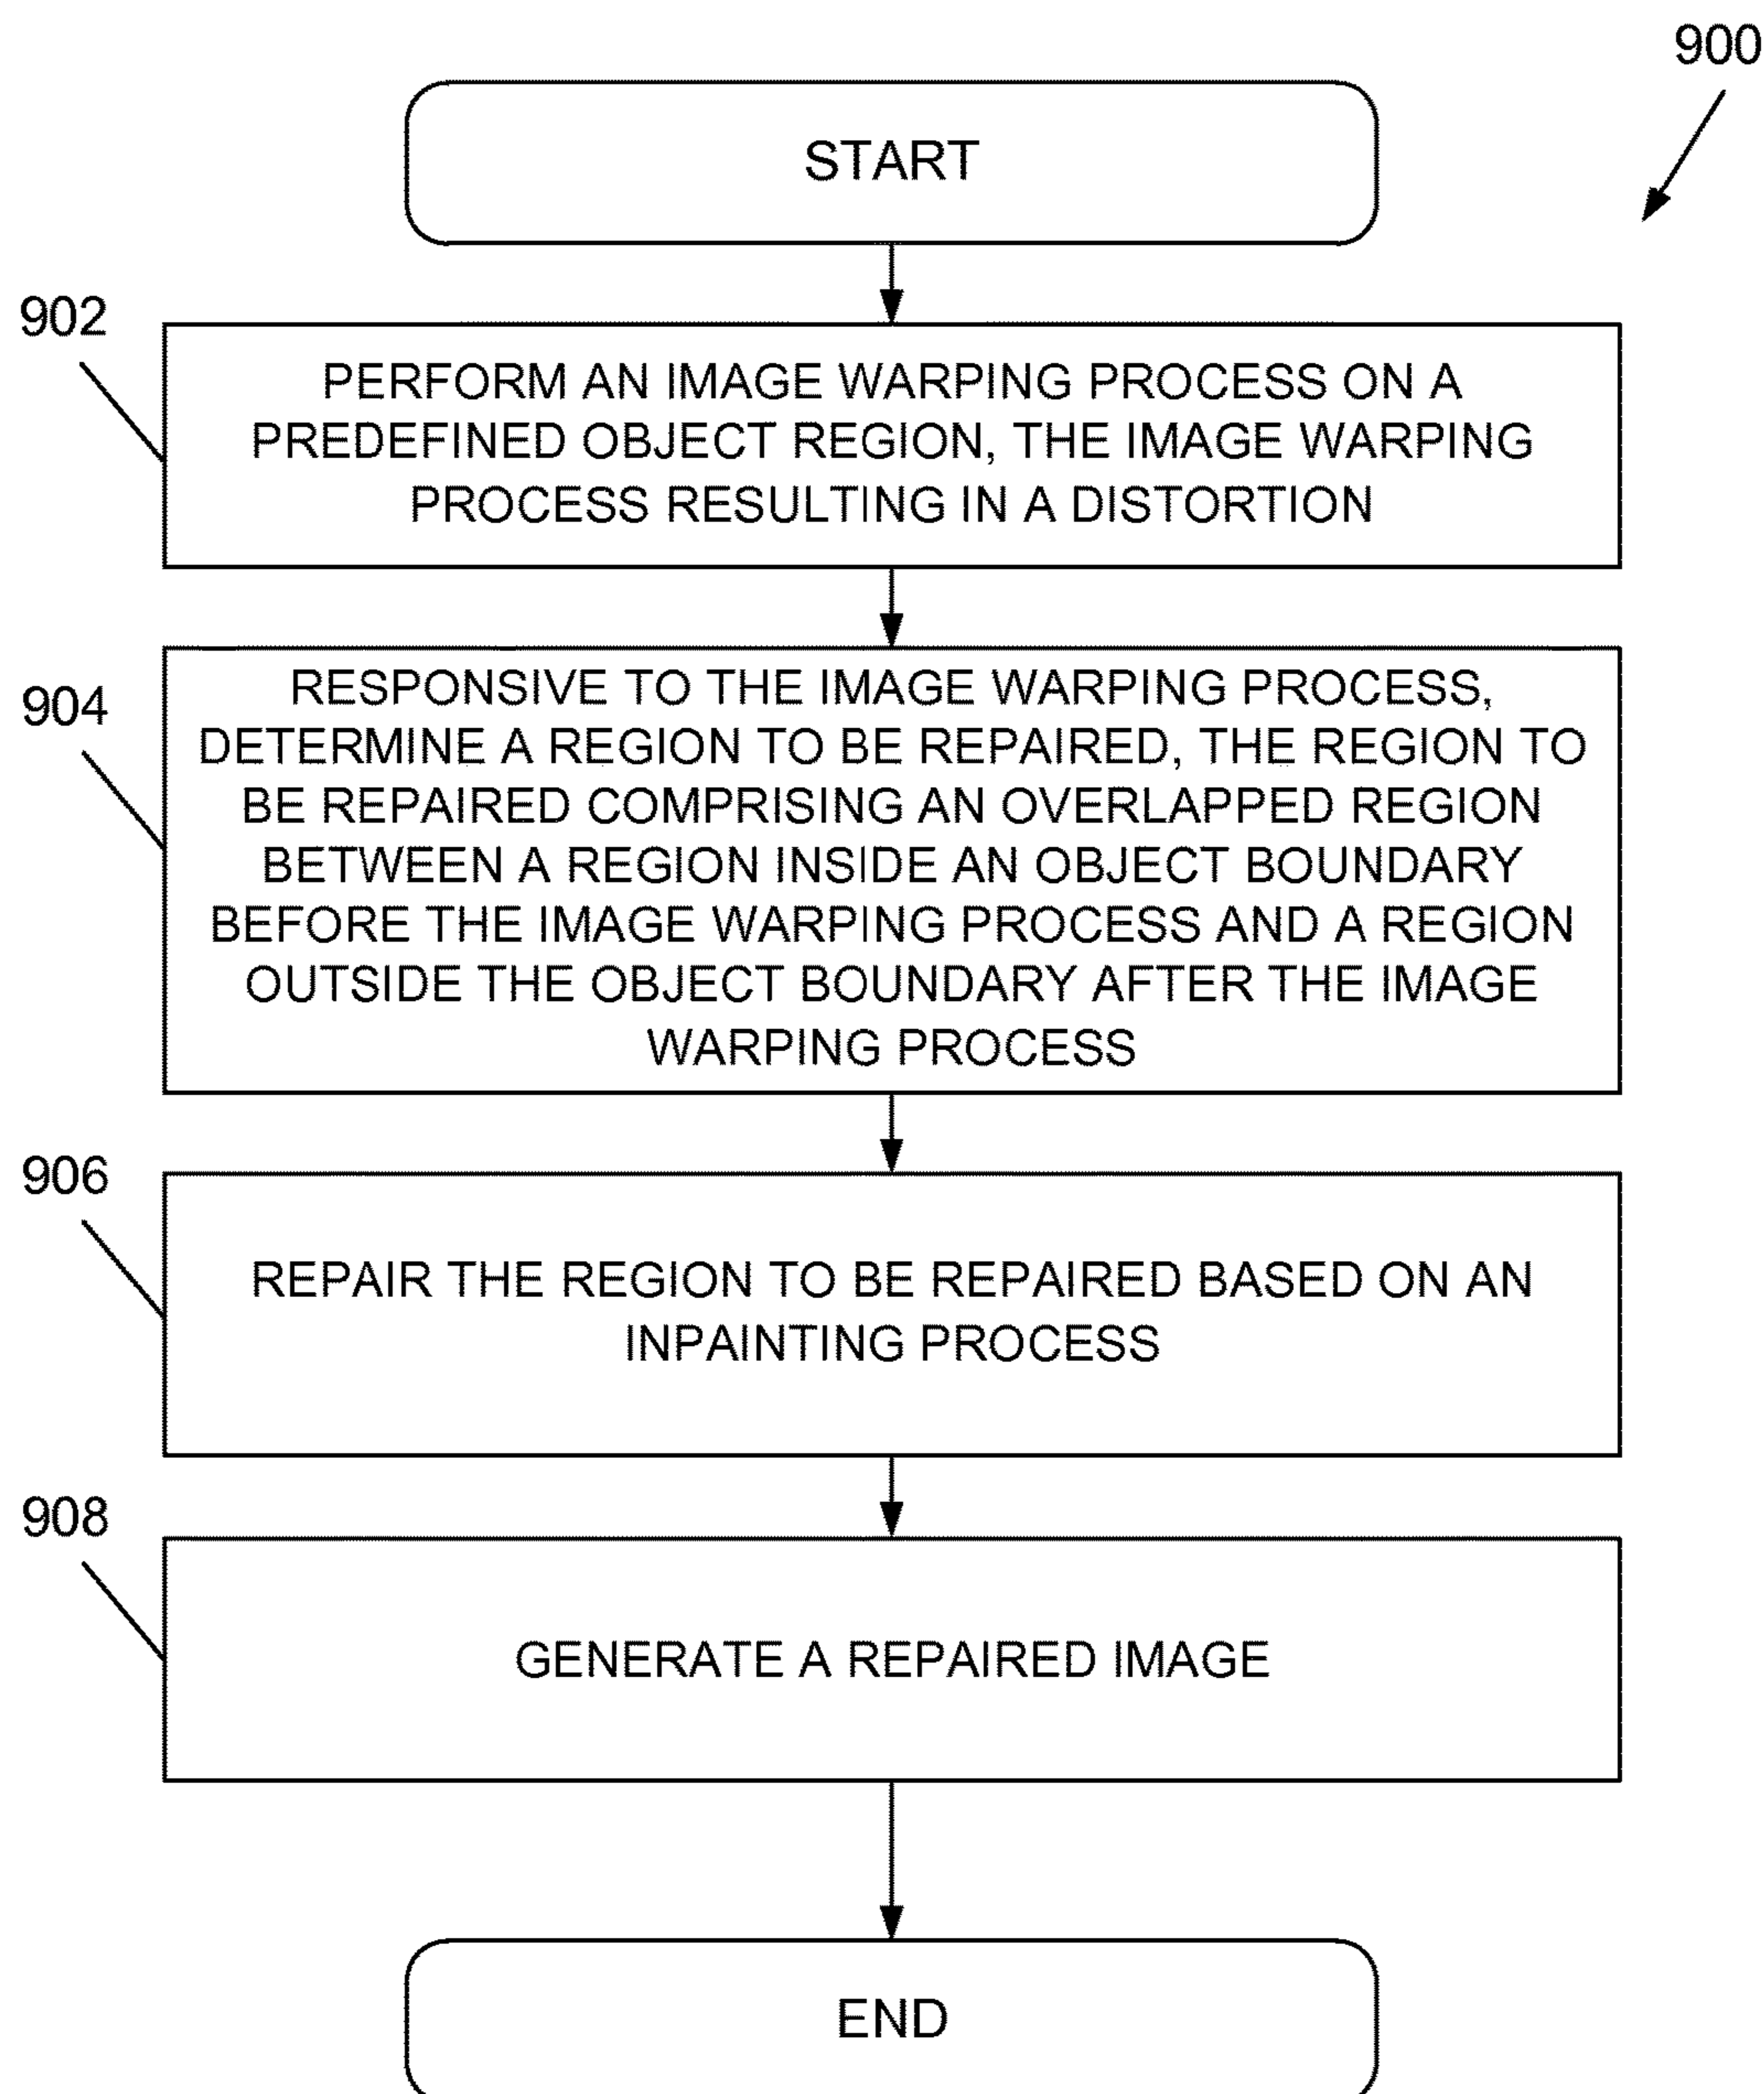 900
START
902
PERFORM AN IMAGE WARPING PROCESS ON A
PREDEFINED OBJECT REGION, THE IMAGE WARPING
PROCESS RESULTING IN A DISTORTION
904
RESPONSIVE TO THE IMAGE WARPING PROCESS,
DETERMINE A REGION TO BE REPAIRED, THE REGION TO
BE REPAIRED COMPRISING AN OVERLAPPED REGION
BETWEEN A REGION INSIDE AN OBJECT BOUNDARY
BEFORE THE IMAGE WARPING PROCESS AND A REGION
OUTSIDE THE OBJECT BOUNDARY AFTER THE IMAGE
WARPING PROCESS
906
REPAIR THE REGION TO BE REPAIRED BASED ON AN
INPAINTING PROCESS
908
GENERATE A REPAIRED IMAGE
END